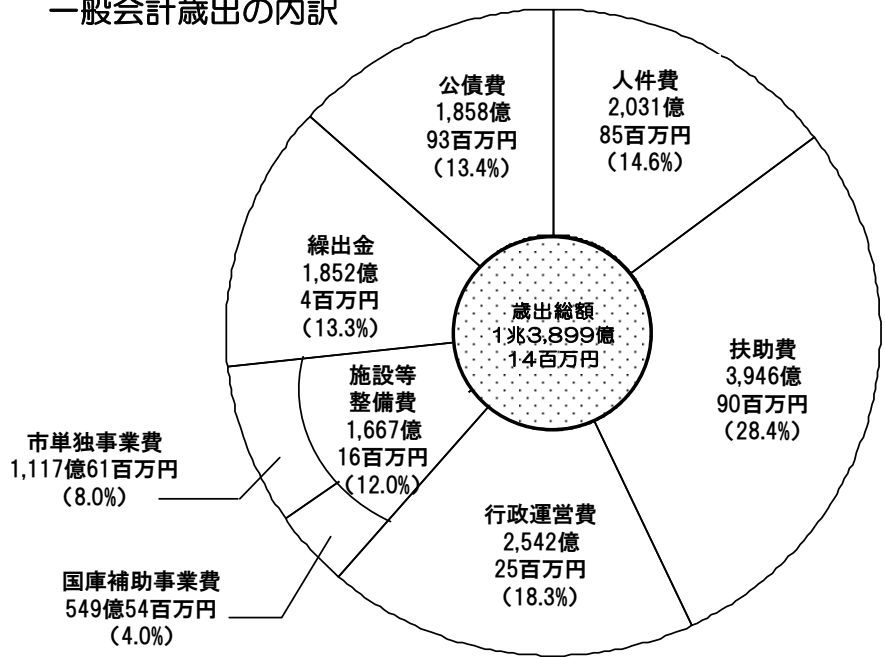 一般会計歳出の内訳
公債費
1,858億
93百万円
（13.4%）
人件費
2,031億
85百万円
（14.6%）
繰出金
1,852億
4百万円
（13.3%）
歳出総額
1兆3,899億
14百万円
扶助費
3,946億
90百万円
（28.4%）
施設等
整備費
1,667億
16百万円
（12.0%）
市単独事業費
1,117億61百万円
（8.0%）
行政運営費
2,542億
25百万円
（18.3%）
国庫補助事業費
549億54百万円
（4.0%）